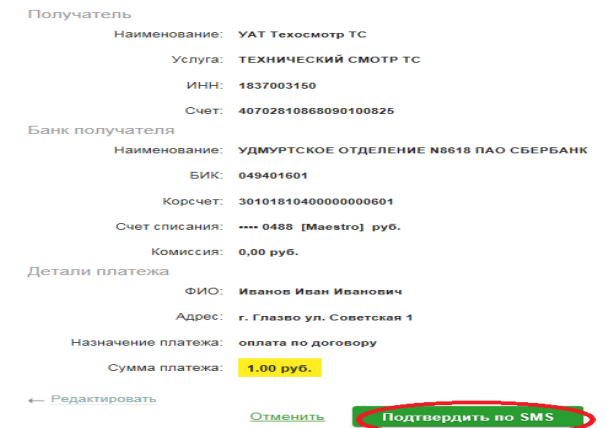 Получатель
Наименование: УАТ Техосмотр ТС
Услуга: ТЕХНИЧЕСКИЙ СМОТР ТС
ИНН: 1837003150
Счет: 40702810868090100825
Банк получателя
Наименование: УДМУРТСКОЕ ОТДЕЛЕНИЕ N8618 ПАО СБЕРБАНК
БИК: 049401601
Корсчет: 30101810400000000601
Счет списания: •••• 0488 [Maestro] руб.
Комиссия: 0,00 руб.
Детали платежа
ФИО: Иванов Иван Иванович
Адрес: г. Глазво ул. Советская 1
Назначение платежа: оплата по договору
Сумма платежа: 1.00 руб.
← Редактировать
Отменить Подтвердить по SMS